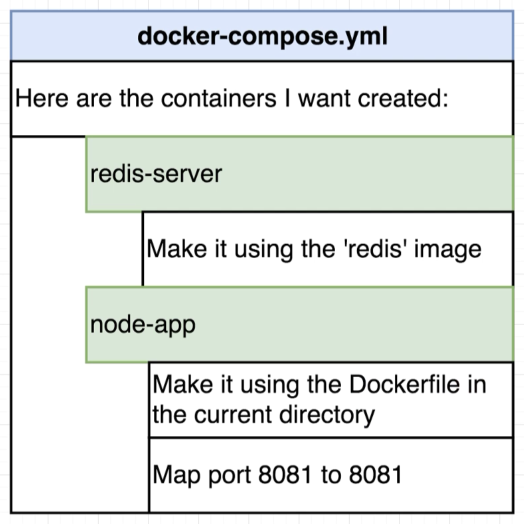 docker-compose.yml
Here are the containers I want created:
redis-server
Make it using the 'redis' image
node-app
Make it using the Dockerfile in
the current directory
Map port 8081 to 8081